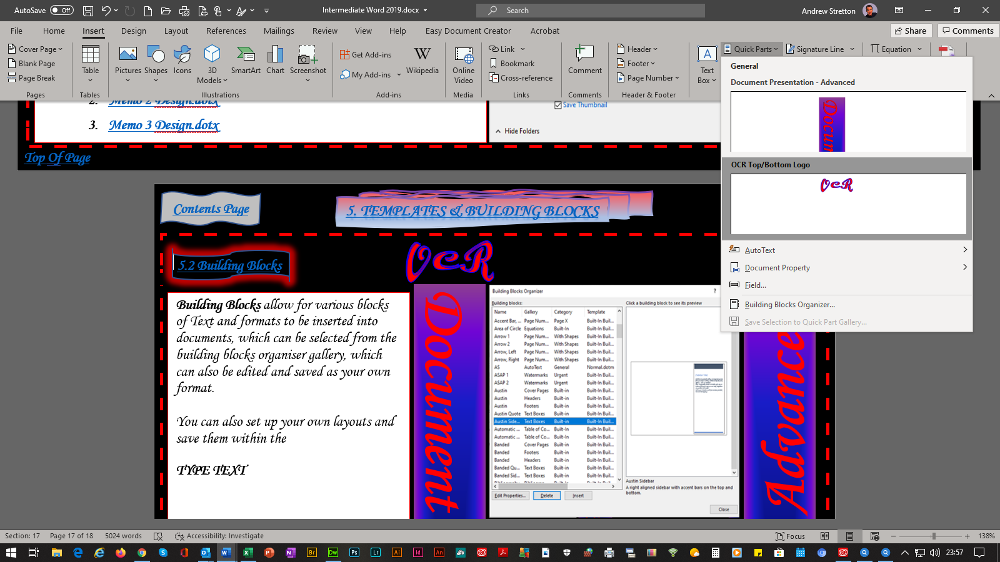 AutoSave Off
Intermediate Word 2019.docx
Search
Andrew Stretton
File Home Insert Design Layout References Mailings Review View Help Easy Document Creator Acrobat
Share Comments
Cover Page
Blank Page
Page Break
Pages
Table
Tables
Pictures Shapes Icons 3D Models SmartArt Chart Screenshot
Illustrations
Get Add-ins
My Add-ins
W
Wikipedia
Add-ins
Online Video
Media
Link
Bookmark
Cross-reference
Links
Comment
Comments
Header
Footer
Page Number
Header & Footer
Text Box
Quick Parts
Signature Line
Equation
General
Document Presentation - Advanced
Docum
OCR Top/Bottom Logo
OCR
AutoText
Document Property
Field...
Building Blocks Organizer...
Save Selection to Quick Part Gallery...
2. Memo 2 Design.dotx
3. Memo 3 Design.dotx
Save Thumbnail
Hide Folders
Top Of Page
Contents Page
5. TEMPLATES & BUILDING BLOCKS
5.2 Building Blocks
OCR
Building Blocks allow for various blocks
of Text and formats to be inserted into
documents, which can be selected from the
building blocks organiser gallery, which
can also be edited and saved as your own
format.
You can also set up your own layouts and
save them within the
TYPE TEXT
Document
Building Blocks Organizer ?
Building blocks:
Click a building block to see its preview
Name Gallery Category Template
Accent Bar, ... Page Num... Page X Built-In Buil...
Area of Circle Equations Built-In Built-In Buil...
Arrow 1 Page Num... With Shapes Built-In Buil...
Arrow 2 Page Num... With Shapes Built-In Buil...
Arrow, Left Page Num... With Shapes Built-In Buil...
Arrow, Right Page Num... With Shapes Built-In Buil...
AS AutoText General Normal.dotm
ASAP 1 Watermarks Urgent Built-In Buil...
ASAP 2 Watermarks Urgent Built-In Buil...
Austin Cover Pages Built-in Built-In Buil...
Austin Headers Built-in Built-In Buil...
Austin Footers Built-in Built-In Buil...
Austin Quote Text Boxes Built-in Built-In Buil...
Austin Side... Text Boxes Built-in Built-In Buil...
Automatic ... Table of Co... Built-In Built-In Buil...
Automatic ... Table of Co... Built-In Built-In Buil...
Banded Cover Pages Built-in Built-In Buil...
Banded Footers Built-in Built-In Buil...
Banded Headers Built-in Built-In Buil...
Banded Qu... Text Boxes Built-in Built-In Buil...
Banded Sid... Text Boxes Built-in Built-In Buil...
Austin Sidebar
A right aligned sidebar with accent bars on the top and
bottom.
Edit Properties... Delete Insert
Close
Advance
Section: 17 Page 17 of 18 5024 words
Accessibility: Investigate
Focus
138%
Br Dw Ps Lr Ai Id An
23:57